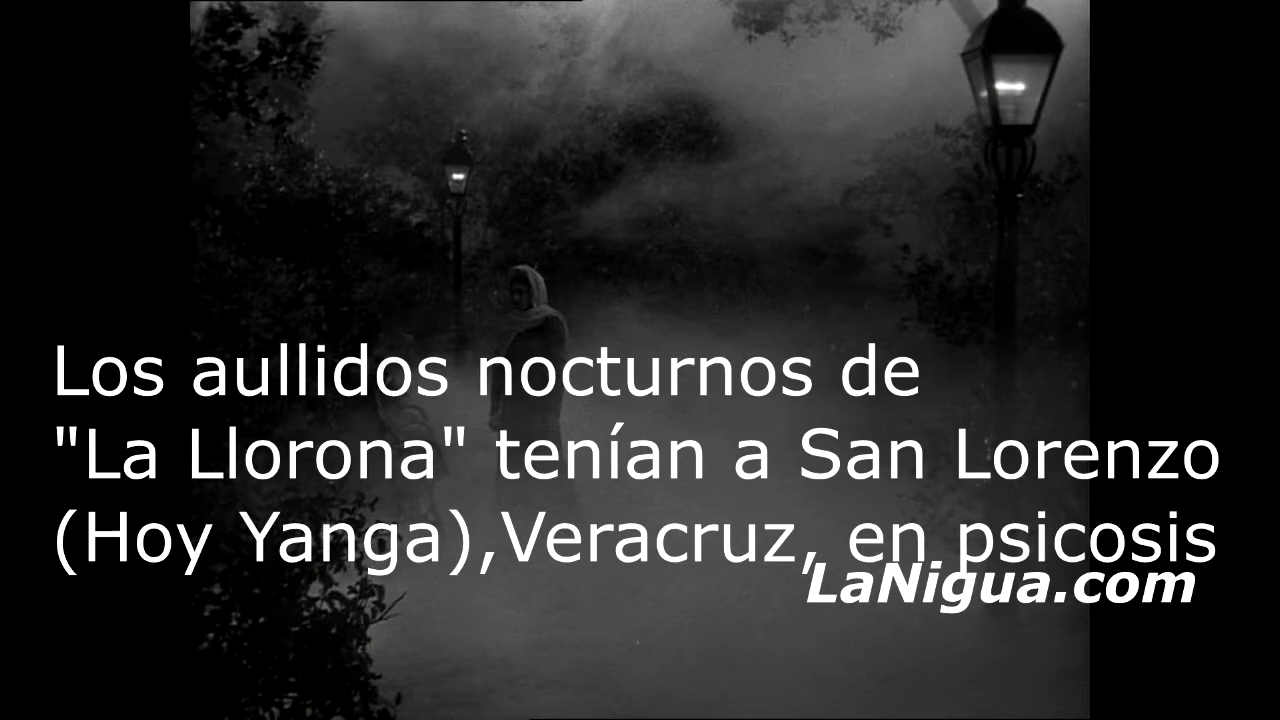 Los aullidos nocturnos de
"La Llorona" tenían a San Lorenzo
(Hoy Yanga),Veracruz, en psicosis
LaNigua.com